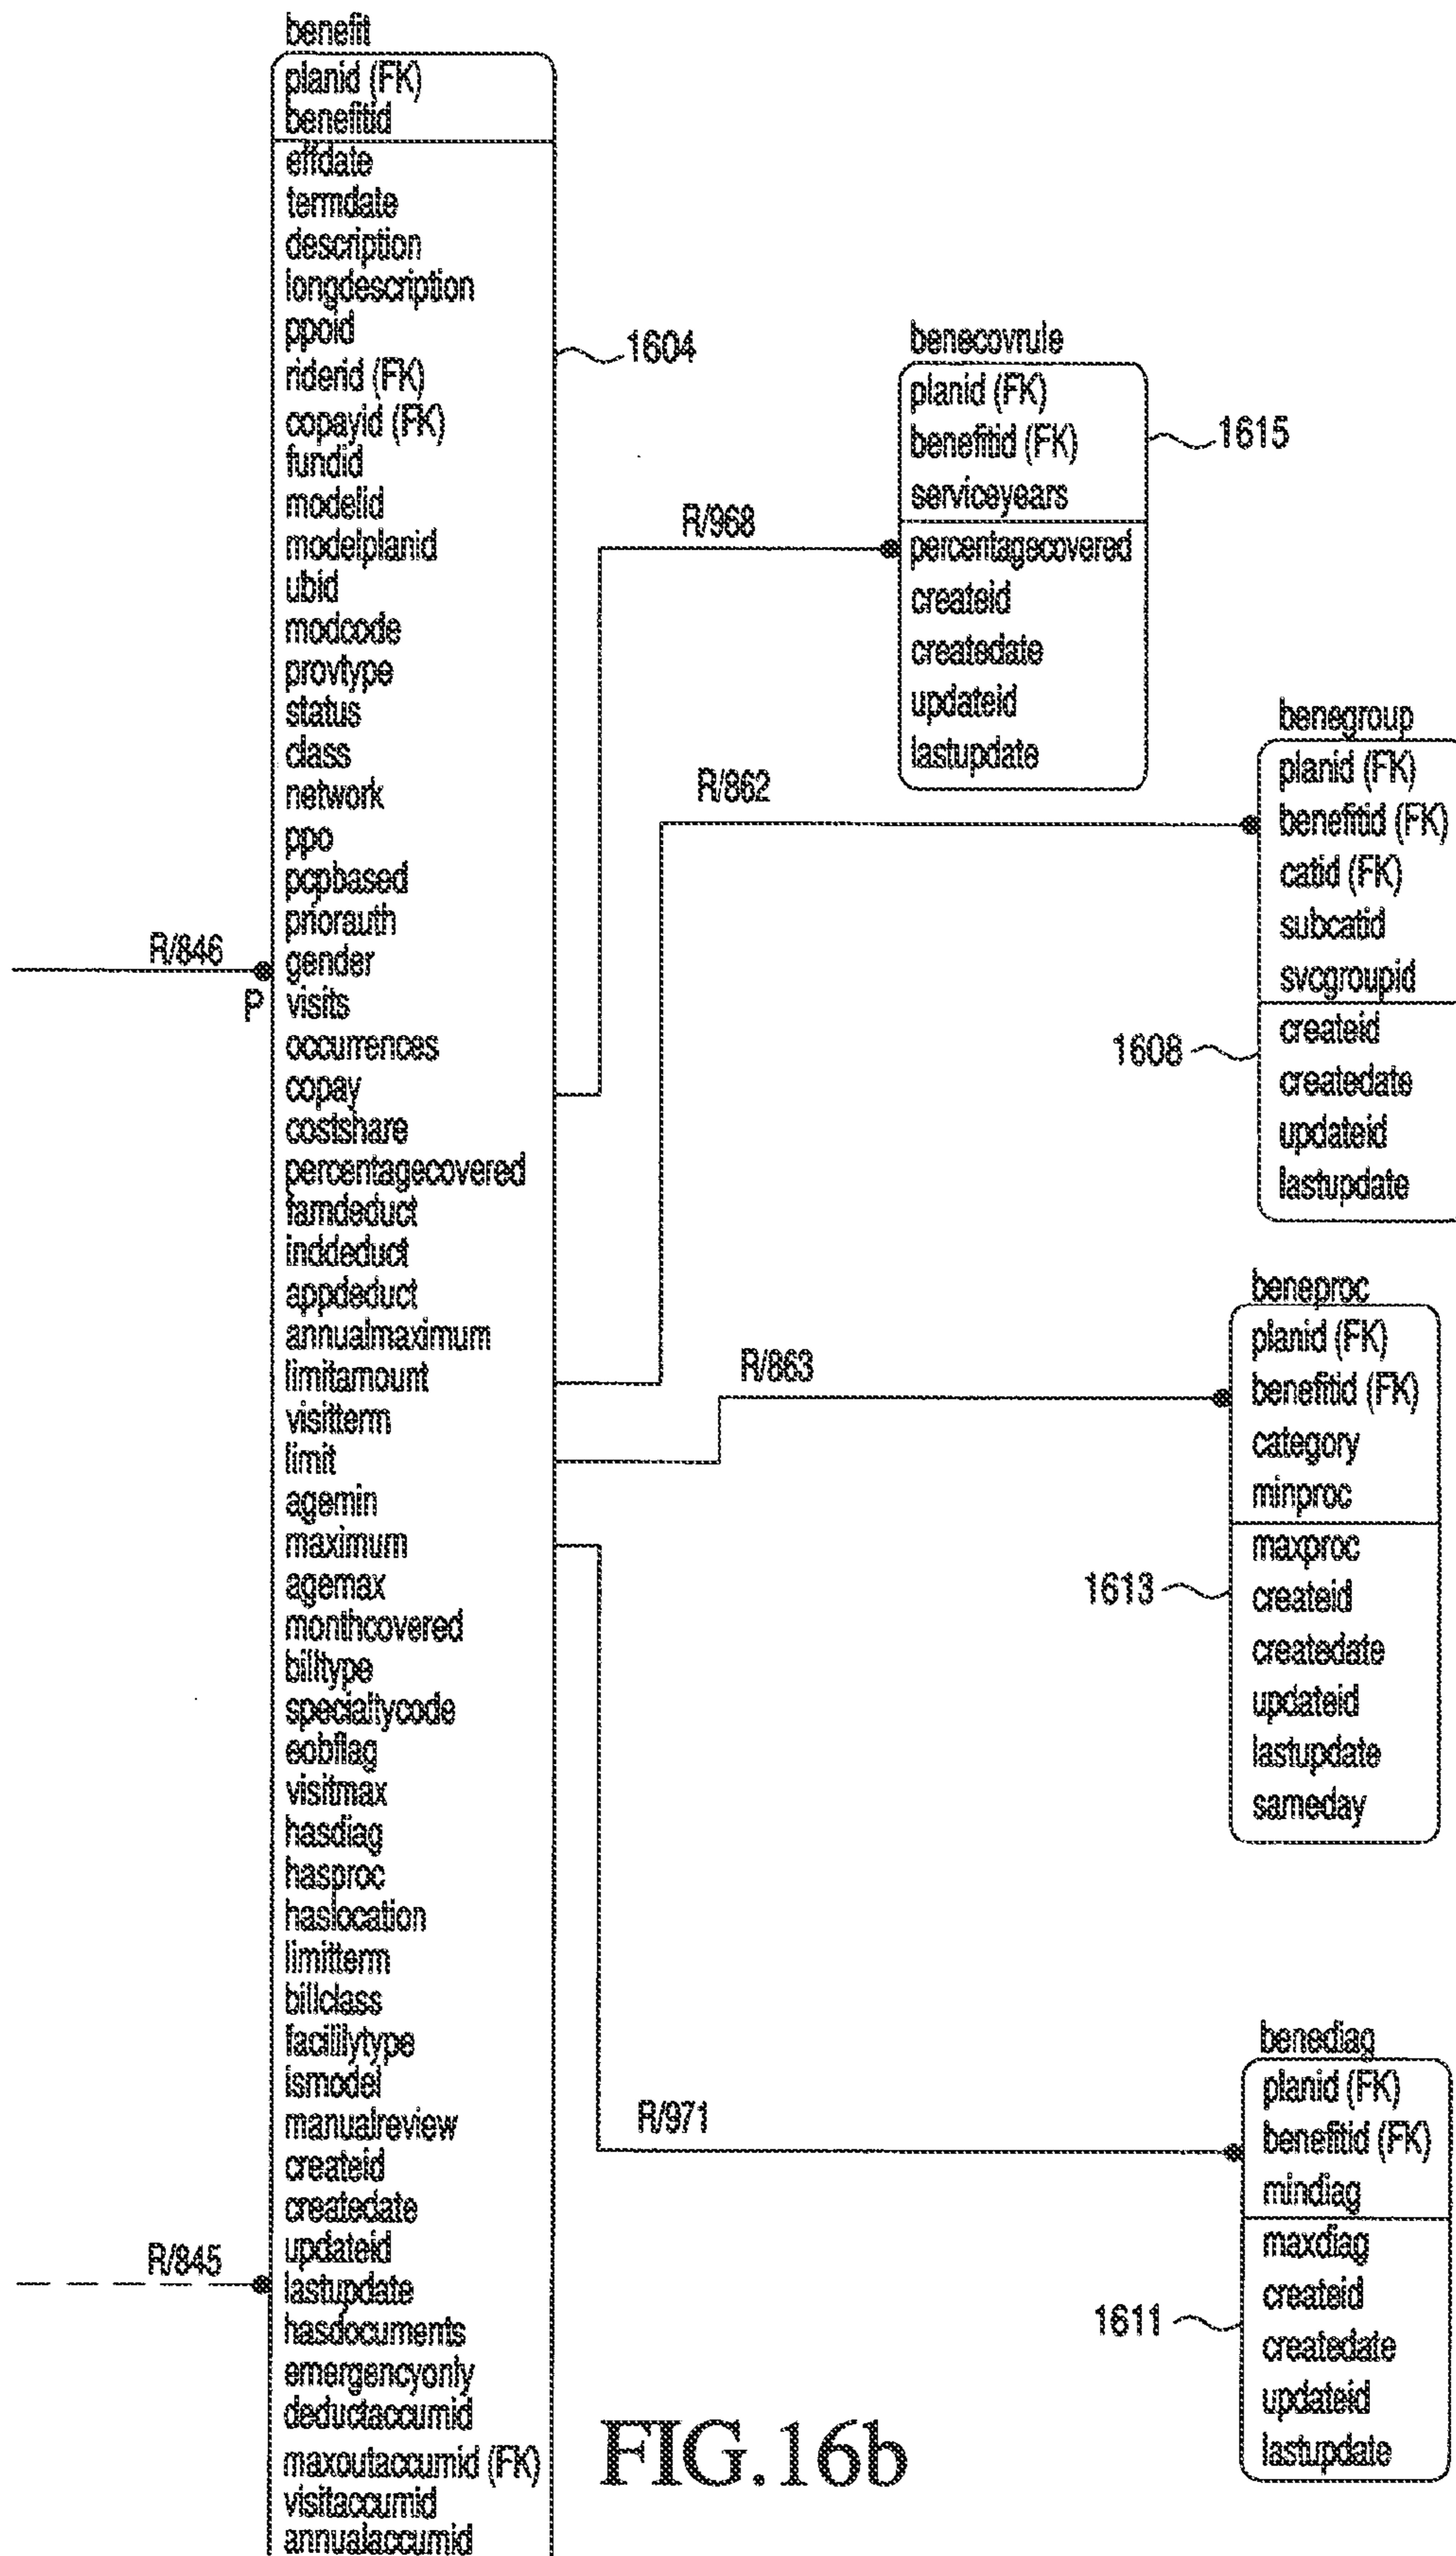 benefit
planid (FK)
benefitid
effdate
termdate
description
longdescription
ppoid
riderid (FK)
copayid (FK)
fundid
modelid
modelplanid
ubid
modcode
provtype
status
class
network
ppo
pcpbased
priorauth
gender
visits
occurrences
copay
costshare
percentagecovered
famdeduct
inddeduct
appdeduct
annualmaximum
limitamount
visitterm
limit
agemin
maximum
agemax
monthcovered
billtype
specialtycode
eobflag
visitmax
hasdiag
hasproc
haslocation
limitterm
billclass
facililytype
ismodel
manualreview
createid
createdate
updateid
lastupdate
hasdocuments
emergencyonly
deductaccumid
maxoutaccumid (FK)
visitaccumid
annualaccumid
1604
R/846
P
R/845
R/968
benecovrule
planid (FK)
benefitid (FK)
serviceyears
percentagecovered
createid
createdate
updateid
lastupdate
1615
R/862
benegroup
planid (FK)
benefitid (FK)
catid (FK)
subcatid
svcgroupid
createid
createdate
updateid
lastupdate
1608
R/863
beneproc
planid (FK)
benefitid (FK)
category
minproc
maxproc
createid
createdate
updateid
lastupdate
sameday
1613
R/971
benediag
planid (FK)
benefitid (FK)
mindiag
maxdiag
createid
createdate
updateid
lastupdate
1611
FIG.16b